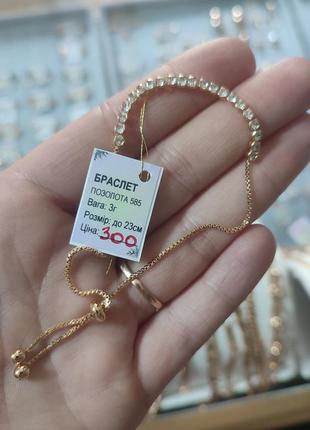 БРАСЛЕТ
ПОЗОЛОТА 585
Вага: 3г
Розмір: до 23см
Ціна: 300